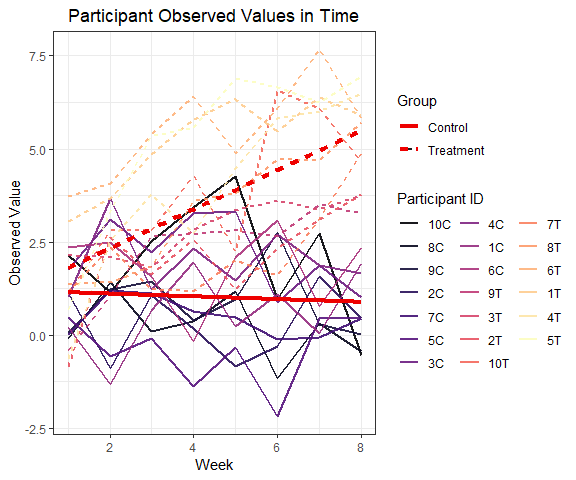 Participant Observed Values in Time
7.5
5.0
2.5
0.0
-2.5
2
4
6
8
Observed Value
Week
Group
Control
Treatment
Participant ID
10C 4C 7T
8C 1C 8T
9C 6C 6T
2C 9T 1T
7C 3T 4T
5C 2T 5T
3C 10T